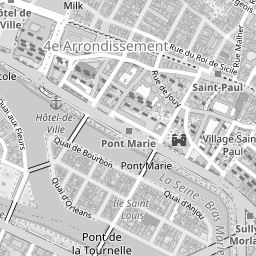 Hôtel de
Ville
Milk
4e Arrondissement
Rue du Roi de Sicile
Rue Malher
Rue de Jouy
Saint-Paul
Hôtel-de-
Ville
Quai aux Fleurs
Pont Marie
Village Saint
Paul
Quai de Bourbon
Pont Marie
La Seine - Bras Marie
Quai d'Orléans
Île Saint
Louis
Quai d'Anjou
Sully
Morla
Pont de
la Tournelle